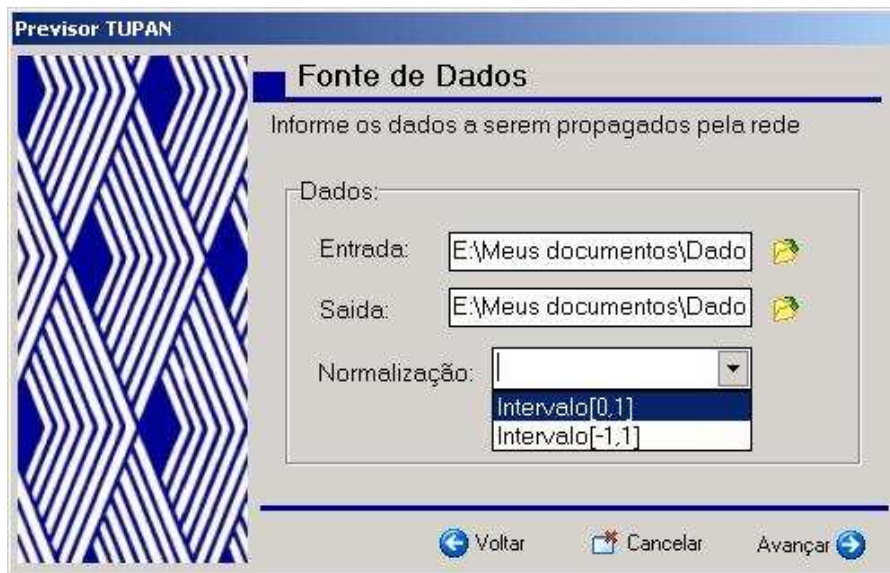 Previsor TUPAN
Fonte de Dados
Informe os dados a serem propagados pela rede
Dados:
Entrada: E:\Meus documentos\Dado
Saida: E:\Meus documentos\Dado
Normalização:
Intervalo[0,1]
Intervalo[-1,1]
Voltar Cancelar Avançar